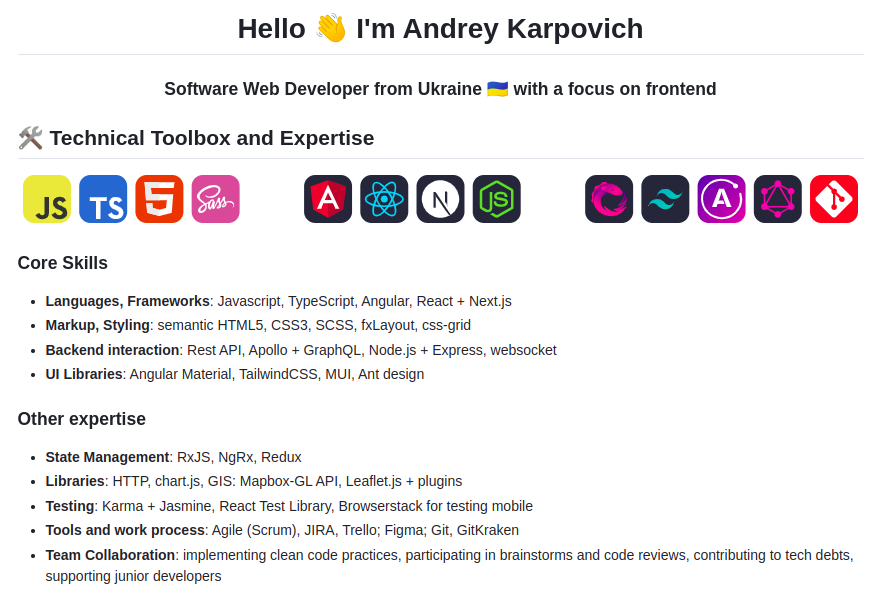 Hello 👋 I'm Andrey Karpovich
Software Web Developer from Ukraine 🇺🇦 with a focus on frontend
🛠️ Technical Toolbox and Expertise
JS TS 5 Sass A N JS A
Core Skills
• Languages, Frameworks: Javascript, TypeScript, Angular, React + Next.js
• Markup, Styling: semantic HTML5, CSS3, SCSS, fxLayout, css-grid
• Backend interaction: Rest API, Apollo + GraphQL, Node.js + Express, websocket
• UI Libraries: Angular Material, TailwindCSS, MUI, Ant design
Other expertise
• State Management: RxJS, NgRx, Redux
• Libraries: HTTP, chart.js, GIS: Mapbox-GL API, Leaflet.js + plugins
• Testing: Karma + Jasmine, React Test Library, Browserstack for testing mobile
• Tools and work process: Agile (Scrum), JIRA, Trello; Figma; Git, GitKraken
• Team Collaboration: implementing clean code practices, participating in brainstorms and code reviews, contributing to tech debts,
supporting junior developers